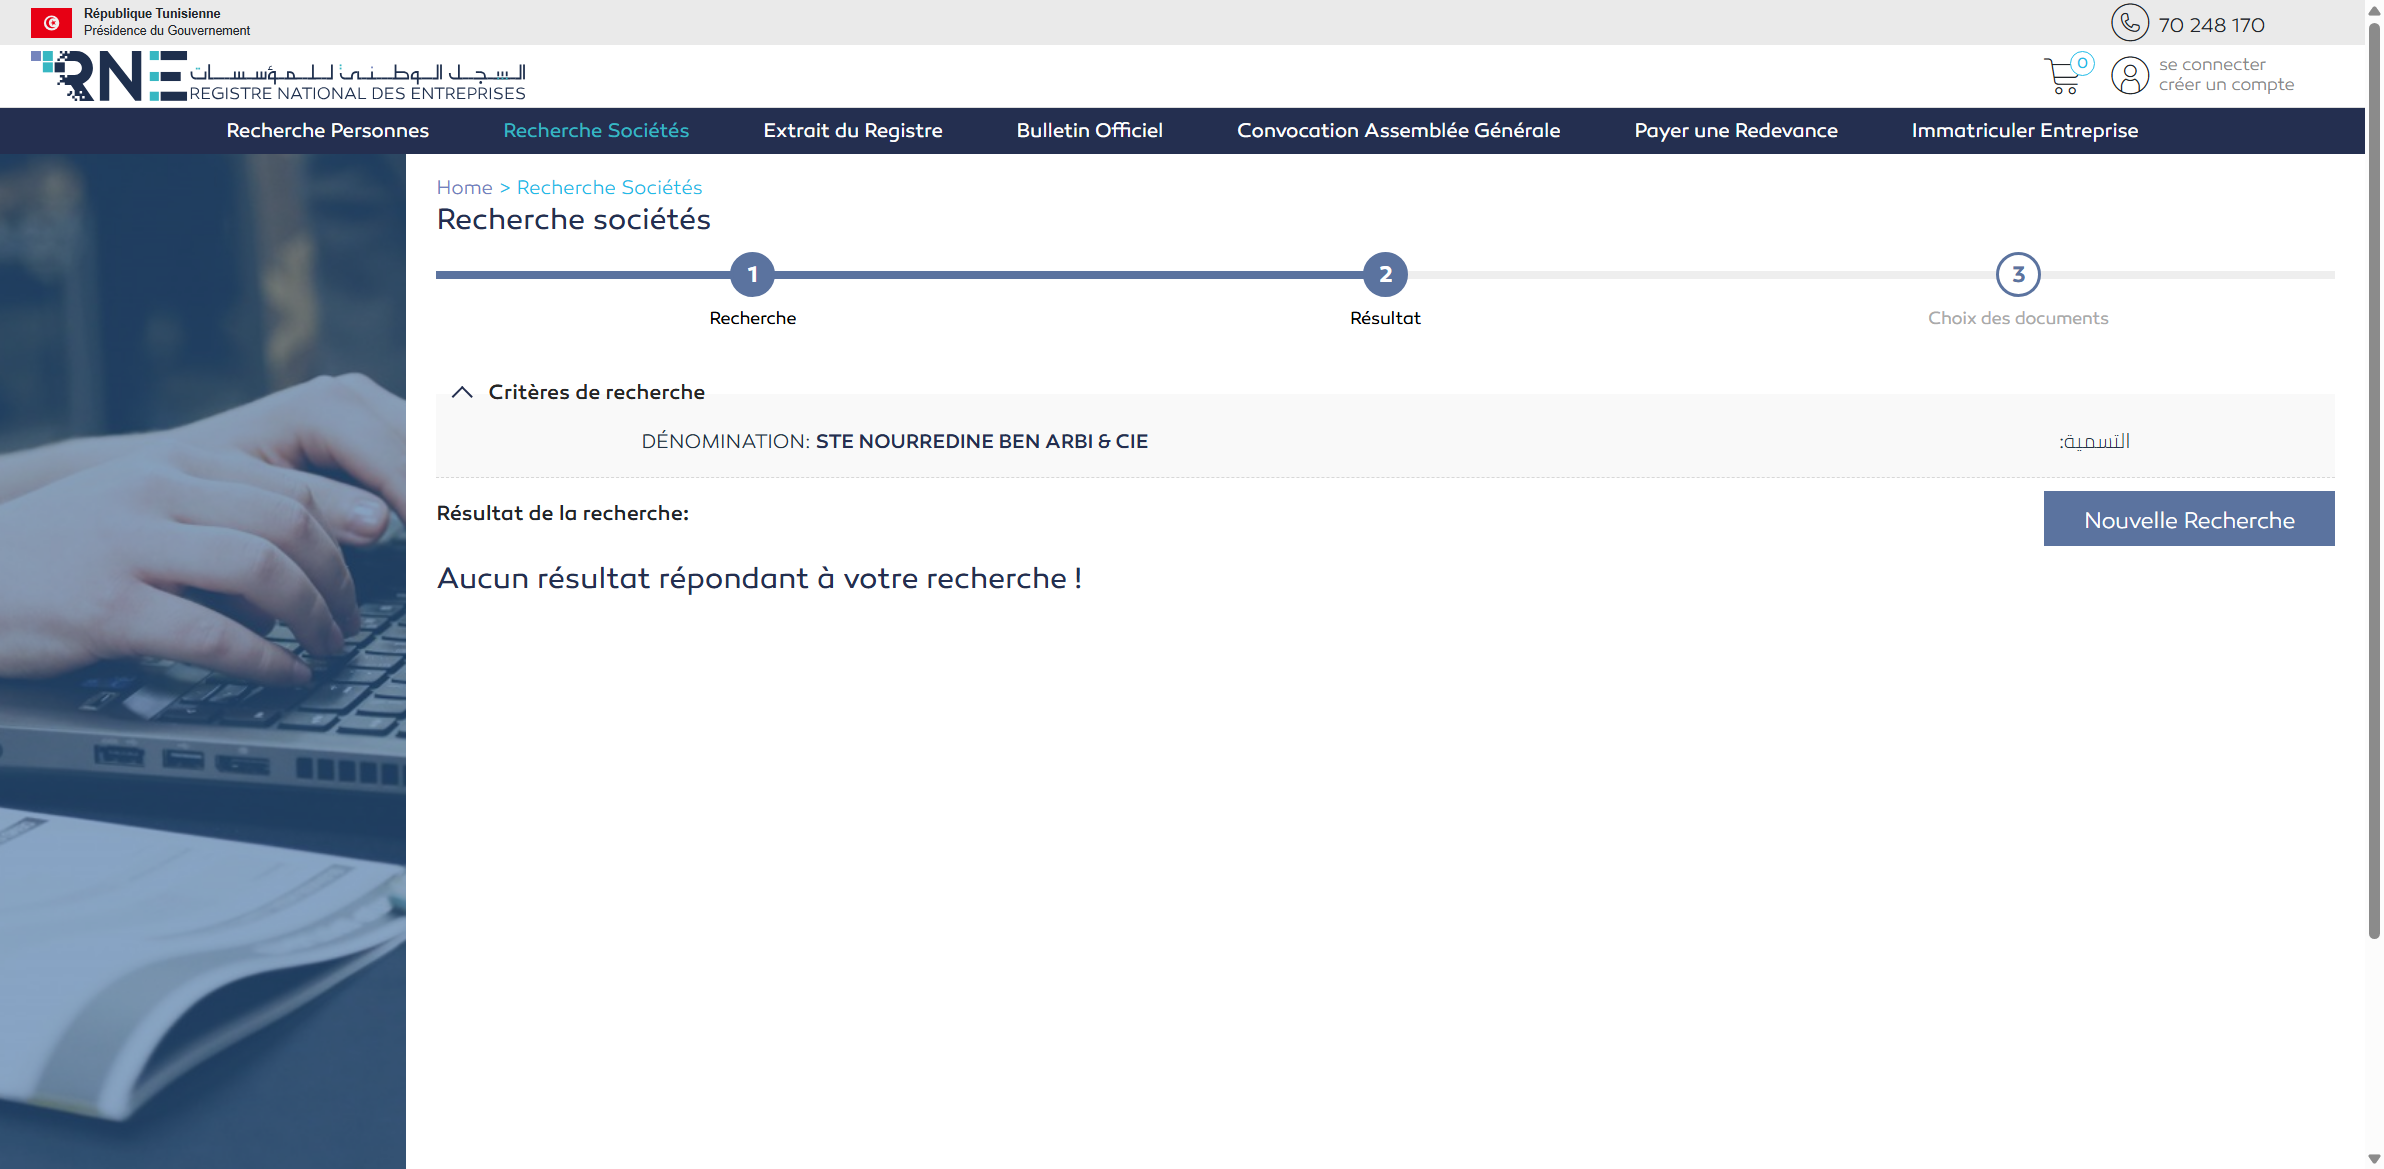 République Tunisienne
Présidence du Gouvernement
70 248 170
RNE
السجل الوطني للمؤسسات
REGISTRE NATIONAL DES ENTREPRISES
0
se connecter
créer un compte
Recherche Personnes
Recherche Sociétés
Extrait du Registre
Bulletin Officiel
Convocation Assemblée Générale
Payer une Redevance
Immatriculer Entreprise
Home > Recherche Sociétés
Recherche sociétés
1
2
3
Recherche
Résultat
Choix des documents
Critères de recherche
DÉNOMINATION: STE NOURREDINE BEN ARBI & CIE
التسمية:
Résultat de la recherche:
Nouvelle Recherche
Aucun résultat répondant à votre recherche !